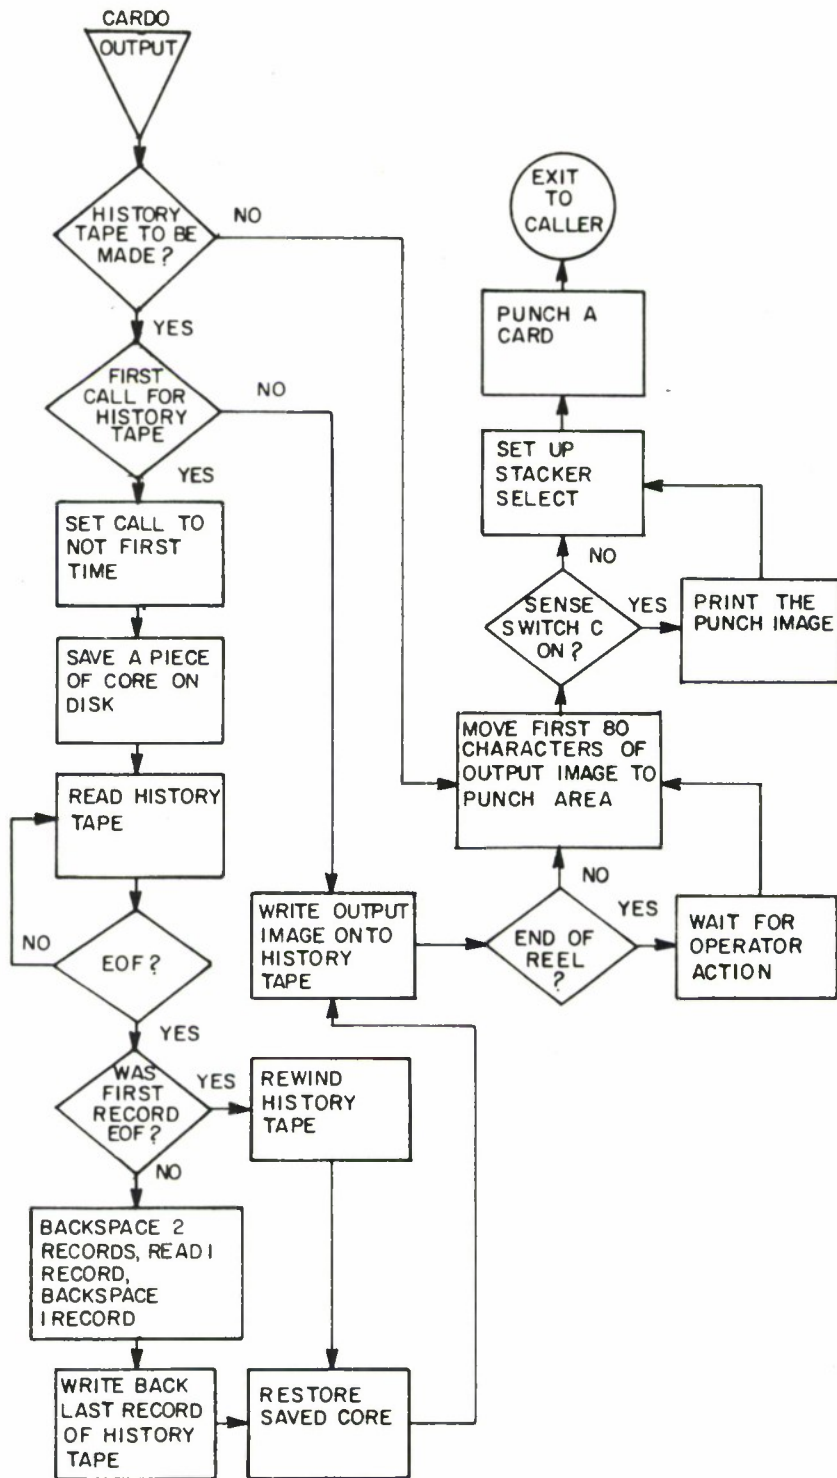 CARDO
OUTPUT
HISTORY
TAPE TO BE
MADE?
NO
YES
FIRST
CALL FOR
HISTORY
TAPE
NO
YES
SET CALL TO
NOT FIRST
TIME
SAVE A PIECE
OF CORE ON
DISK
READ HISTORY
TAPE
NO
EOF?
YES
WAS
FIRST
RECORD
EOF?
YES
NO
REWIND
HISTORY
TAPE
BACKSPACE 2
RECORDS, READ 1
RECORD,
BACKSPACE
1 RECORD
WRITE BACK
LAST RECORD
OF HISTORY
TAPE
RESTORE
SAVED CORE
WRITE OUTPUT
IMAGE ONTO
HISTORY
TAPE
END OF
REEL
?
NO
YES
WAIT FOR
OPERATOR
ACTION
MOVE FIRST 80
CHARACTERS OF
OUTPUT IMAGE TO
PUNCH AREA
SENSE
SWITCH C
ON?
NO
YES
PRINT THE
PUNCH IMAGE
SET UP
STACKER
SELECT
PUNCH A
CARD
EXIT
TO
CALLER